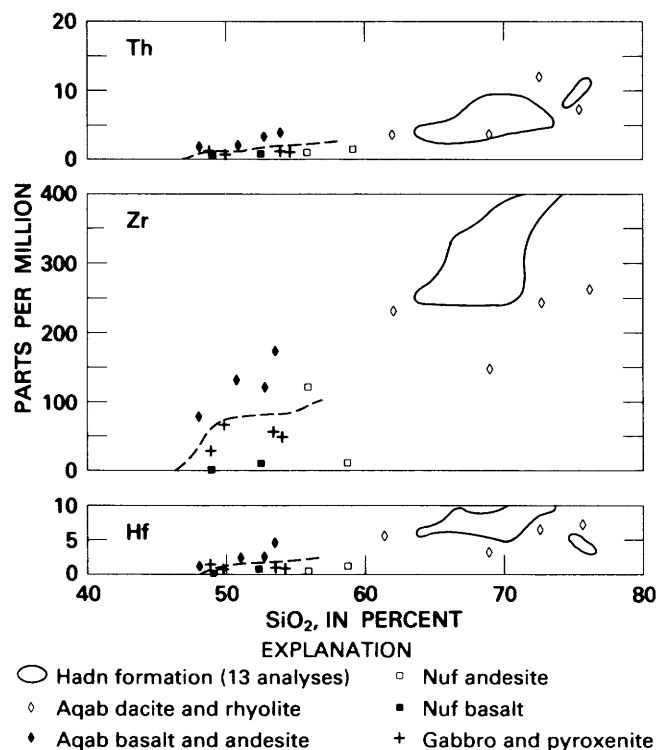 20
Th
10
0
400
Zr
300
200
100
0
PARTS PER MILLION
10
Hf
5
0
40 50 60 70 80
SiO₂, IN PERCENT
EXPLANATION
Hadn formation (13 analyses)
Nuf andesite
Aqab dacite and rhyolite
Nuf basalt
Aqab basalt and andesite
Gabbro and pyroxenite